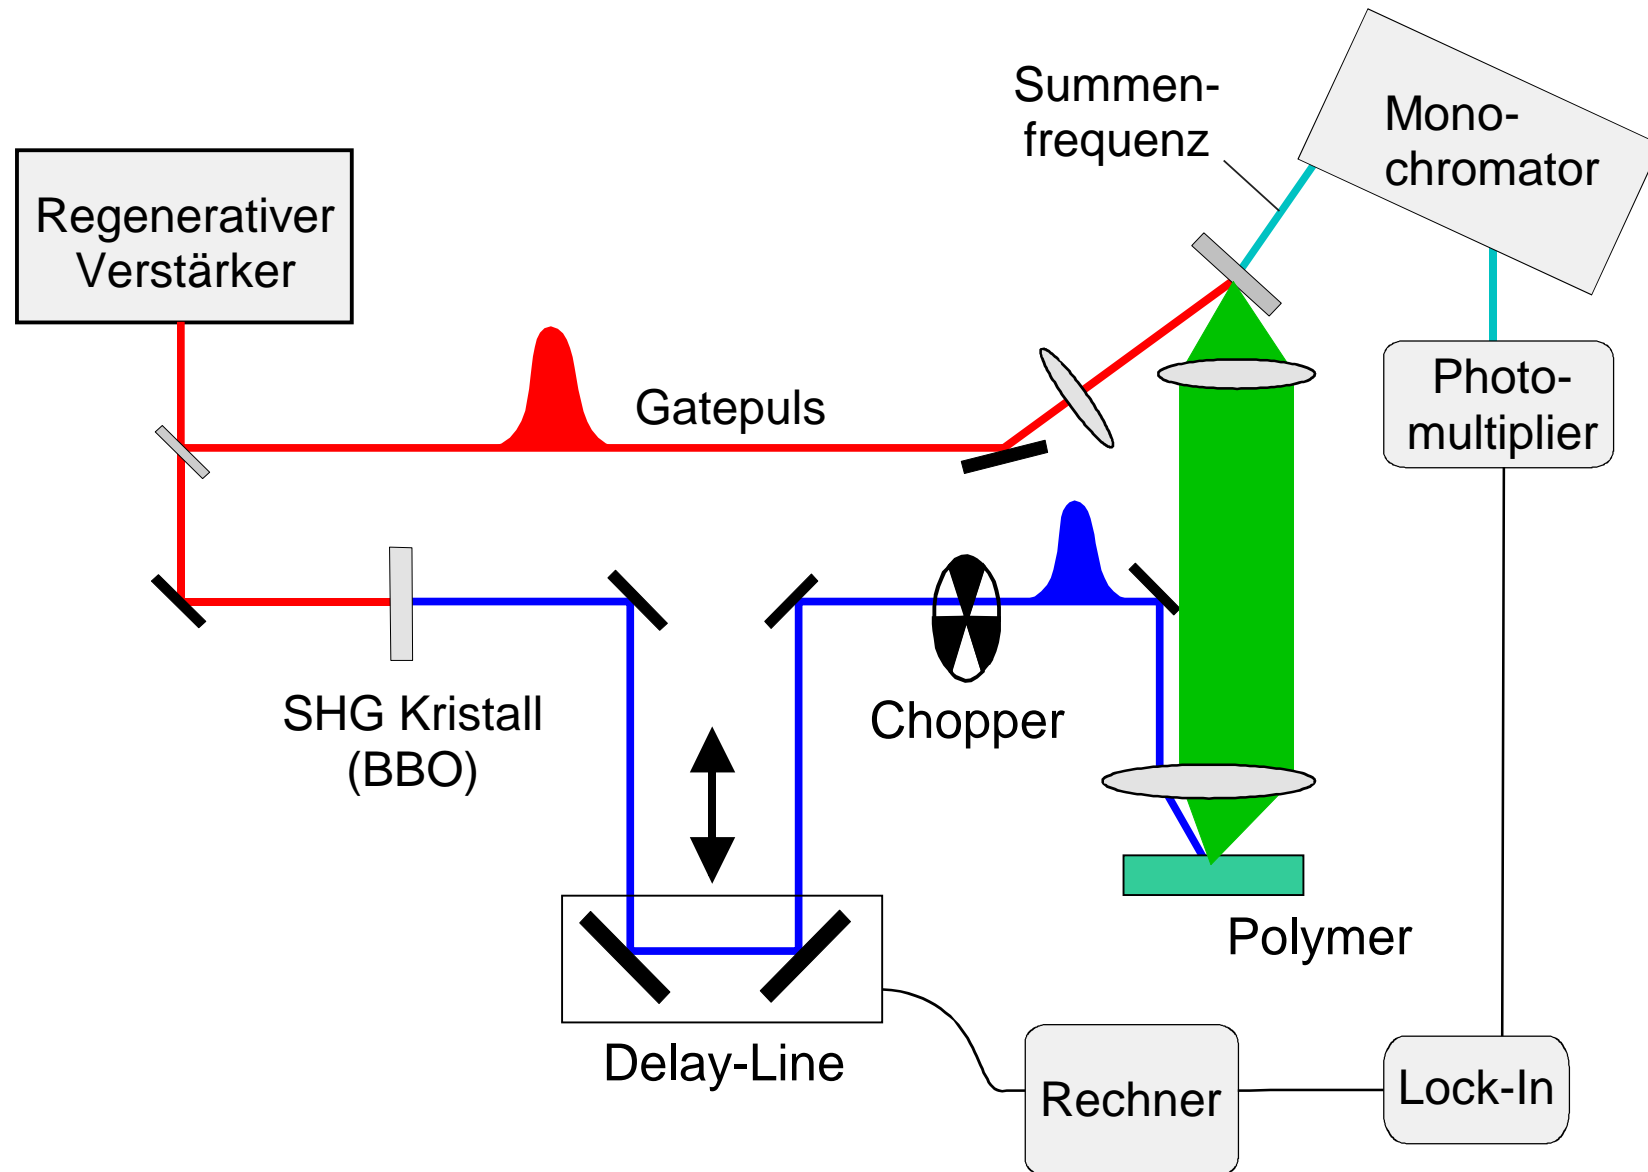 Summen-
frequenz
Mono-
chromator
Regenerativer
Verstärker
Gatepuls
Photo-
multiplier
SHG Kristall
(BBO)
Chopper
Polymer
Delay-Line
Rechner
Lock-In